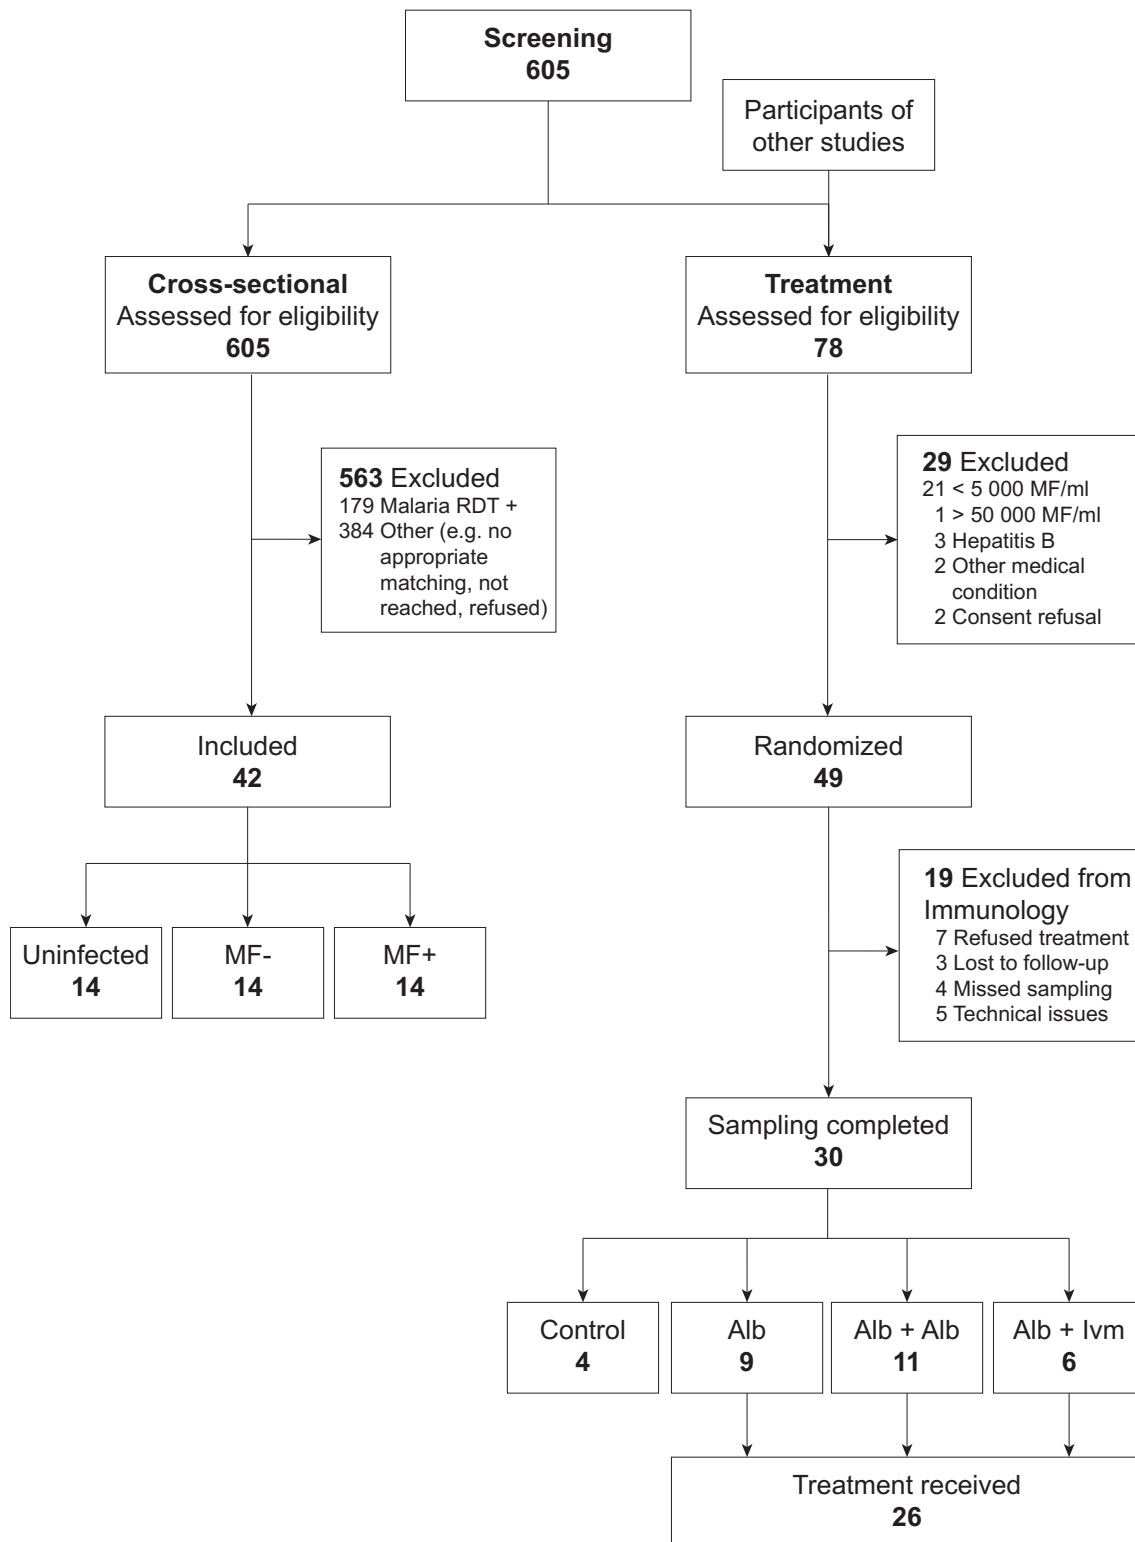 Screening
605
Participants of
other studies
Cross-sectional
Assessed for eligibility
605
Treatment
Assessed for eligibility
78
563 Excluded
179 Malaria RDT +
384 Other (e.g. no
appropriate
matching, not
reached, refused)
29 Excluded
21 < 5 000 MF/ml
1 > 50 000 MF/ml
3 Hepatitis B
2 Other medical
condition
2 Consent refusal
Included
42
Randomized
49
19 Excluded from
Immunology
7 Refused treatment
3 Lost to follow-up
4 Missed sampling
5 Technical issues
Uninfected
14
MF-
14
MF+
14
Sampling completed
30
Control
4
Alb
9
Alb + Alb
11
Alb + Ivm
6
Treatment received
26